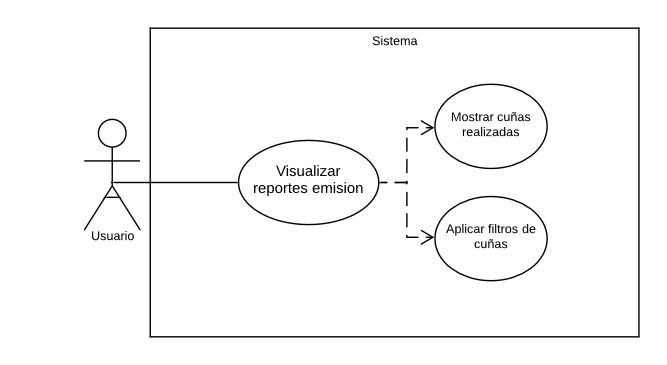 Sistema
Mostrar cuñas
realizadas
Visualizar
reportes emision
Aplicar filtros de
cuñas
Usuario